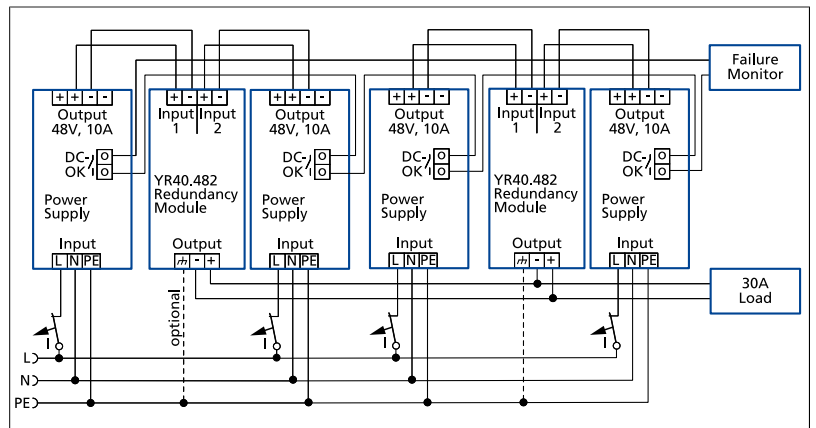 Failure
Monitor
+ + - -
Output
48V, 10A
DC-
OK
Power
Supply
Input
L N PE
+ - + -
Input Input
1 2
YR40.482
Redundancy
Module
Output
- +
+ + - -
Output
48V, 10A
DC-
OK
Power
Supply
Input
L N PE
+ + - -
Output
48V, 10A
DC-
OK
Power
Supply
Input
L N PE
+ - + -
Input Input
1 2
YR40.482
Redundancy
Module
Output
- +
+ + - -
Output
48V, 10A
DC-
OK
Power
Supply
Input
L N PE
30A
Load
optional
I
I
I
I
L
N
PE